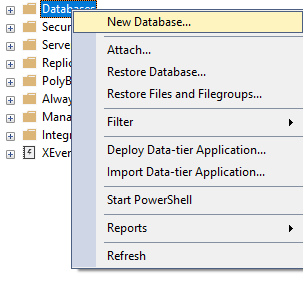 Databases
New Database...
Secur
Attach...
Serve
Restore Database...
Replic
Restore Files and Filegroups...
PolyB
Alway
Filter
Mana
Deploy Data-tier Application...
Integr
Import Data-tier Application...
XEven
Start PowerShell
Reports
Refresh